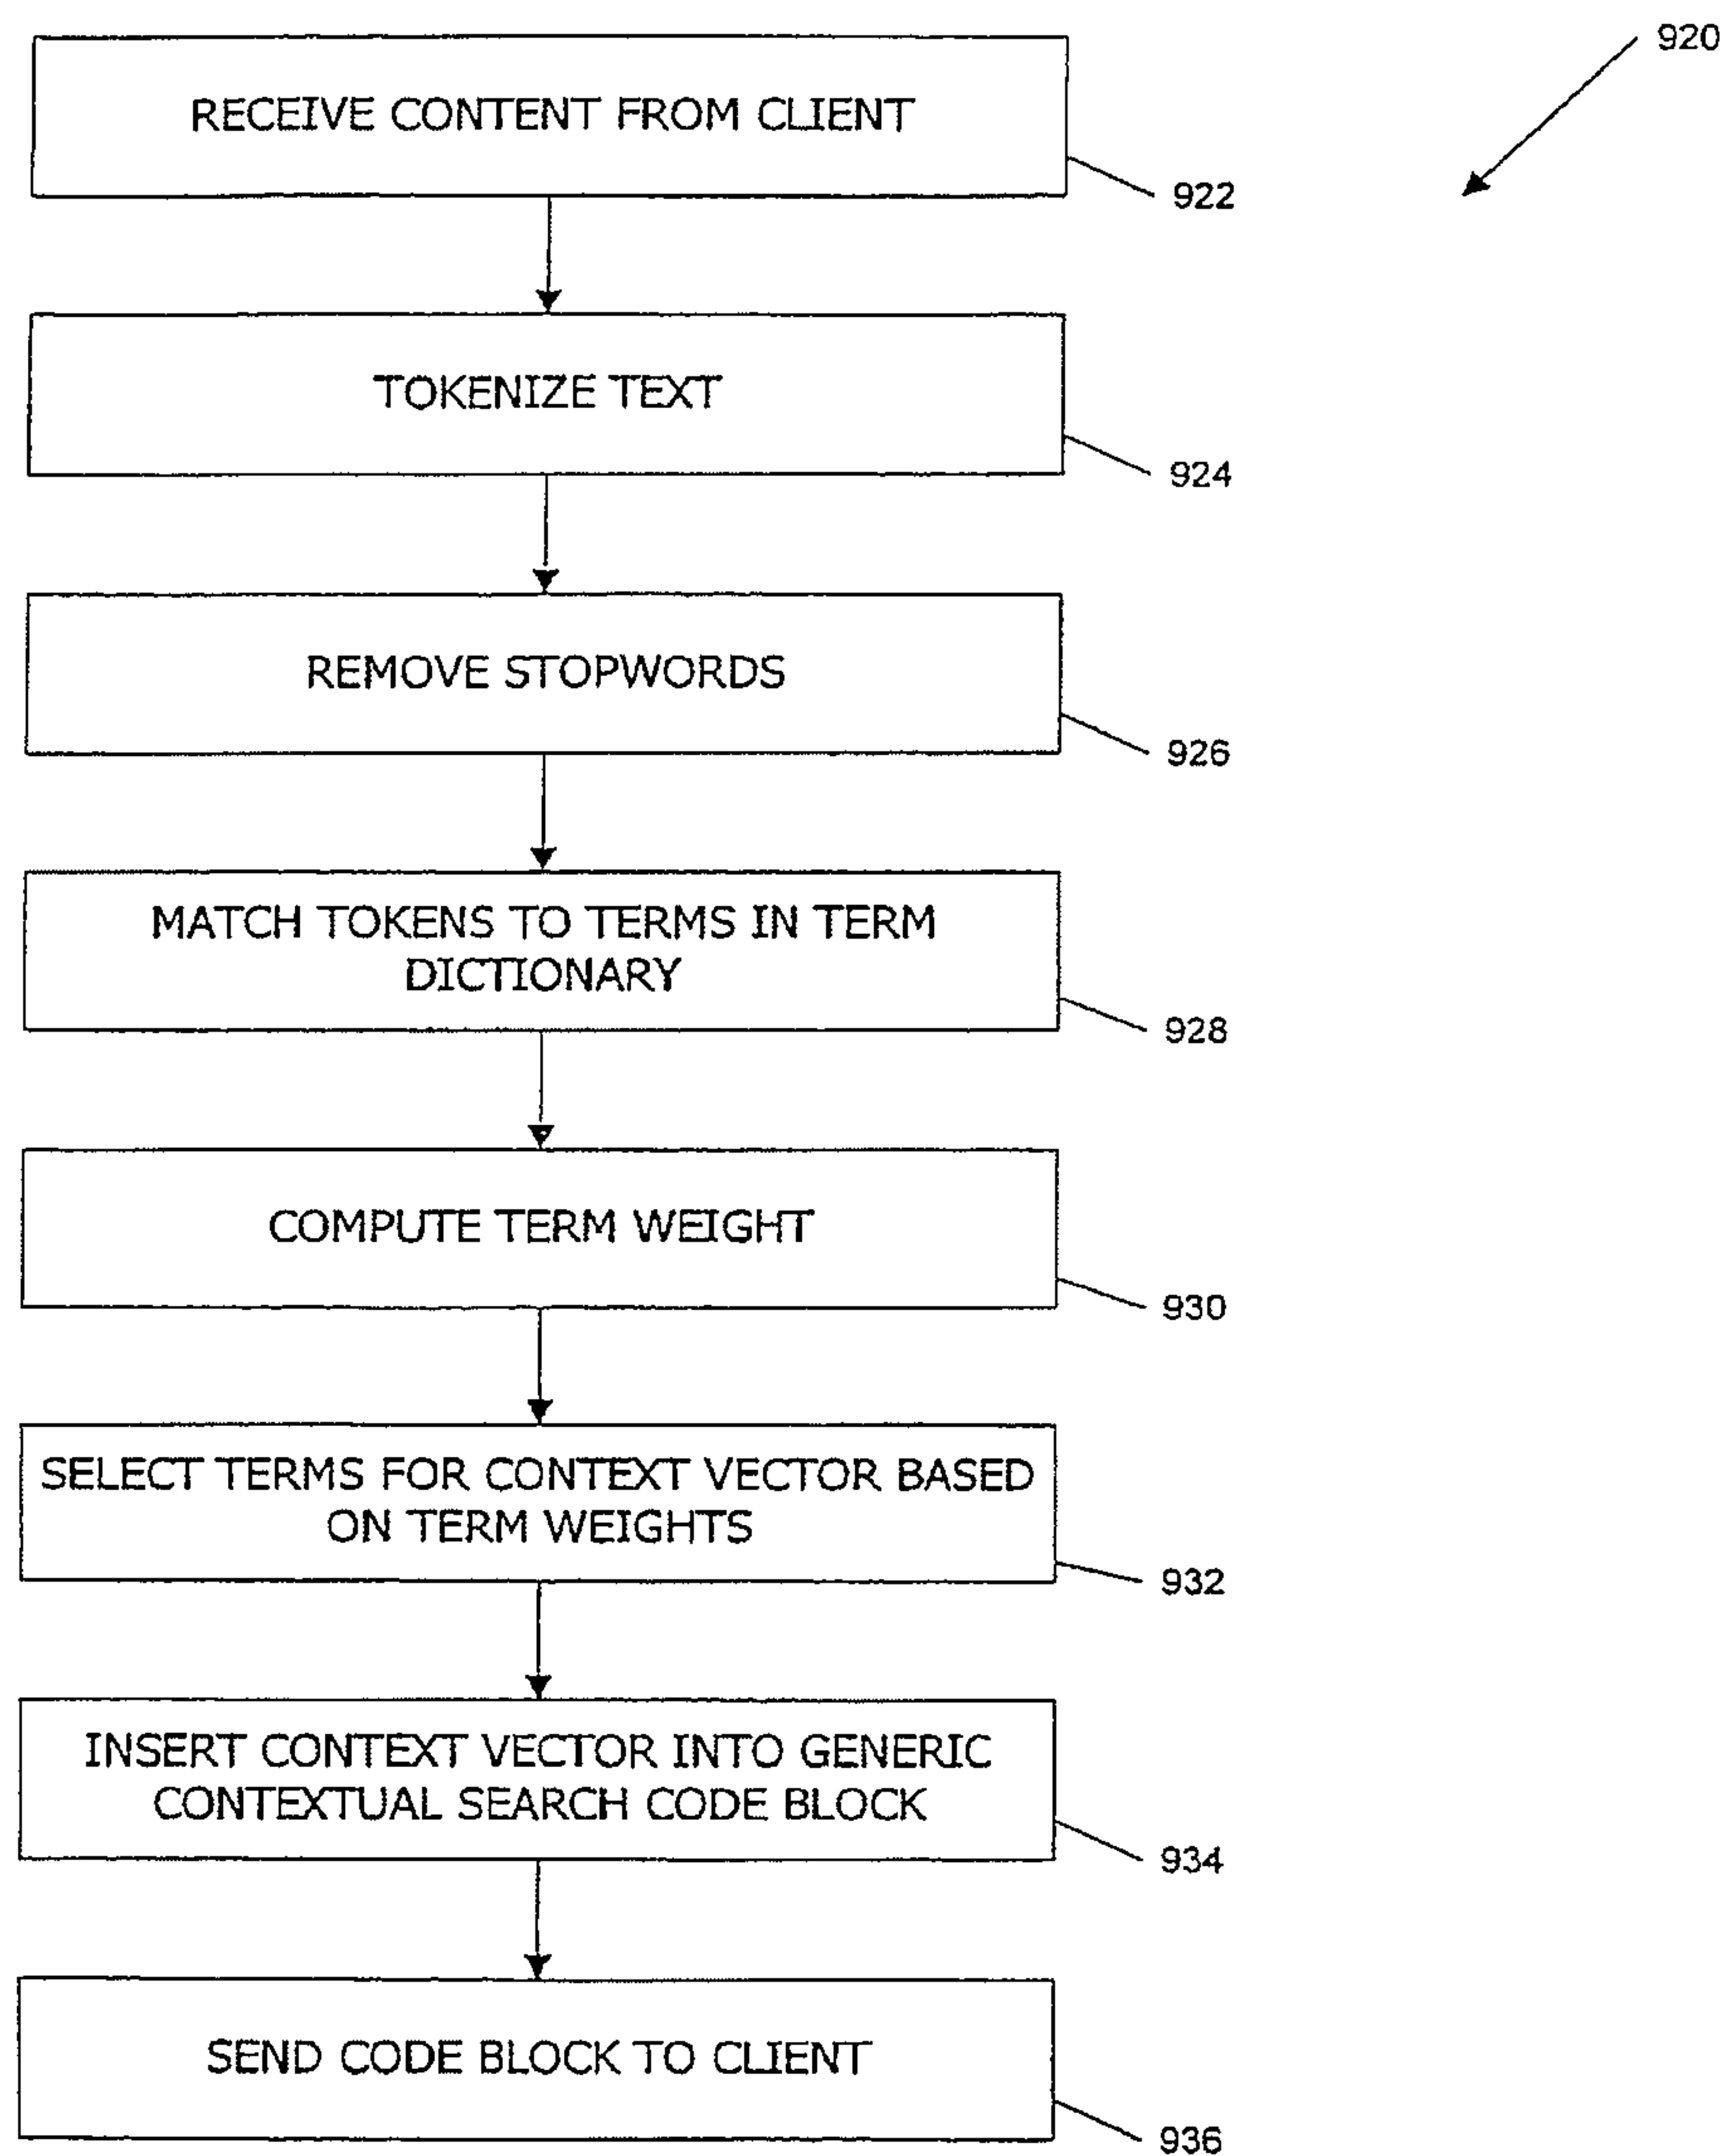 920
RECEIVE CONTENT FROM CLIENT
922
TOKENIZE TEXT
924
REMOVE STOPWORDS
926
MATCH TOKENS TO TERMS IN TERM
DICTIONARY
928
COMPUTE TERM WEIGHT
930
SELECT TERMS FOR CONTEXT VECTOR BASED
ON TERM WEIGHTS
932
INSERT CONTEXT VECTOR INTO GENERIC
CONTEXTUAL SEARCH CODE BLOCK
934
SEND CODE BLOCK TO CLIENT
936